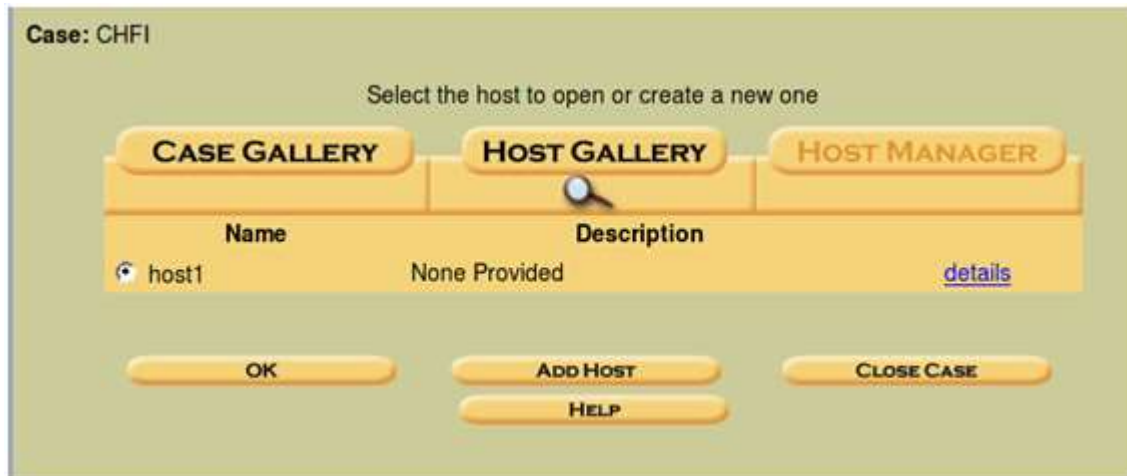 Case: CHFI
Select the host to open or create a new one
CASE GALLERY HOST GALLERY HOST MANAGER
Name Description
host1 None Provided details
OK ADD HOST CLOSE CASE
HELP